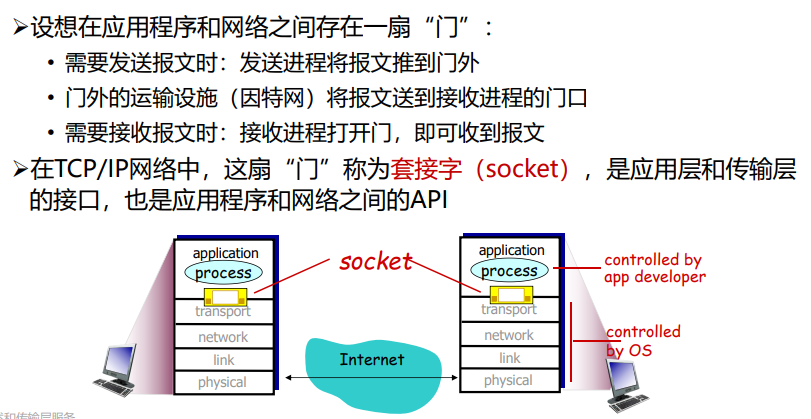 ➢设想在应用程序和网络之间存在一扇“门”：
• 需要发送报文时：发送进程将报文推到门外
• 门外的运输设施（因特网）将报文送到接收进程的门口
• 需要接收报文时：接收进程打开门，即可收到报文
➢在TCP/IP网络中，这扇“门”称为套接字（socket），是应用层和传输层
的接口，也是应用程序和网络之间的API
application
process
transport
network
link
physical
socket
Internet
application
process
transport
network
link
physical
controlled by
app developer
controlled
by OS
和传输层服务